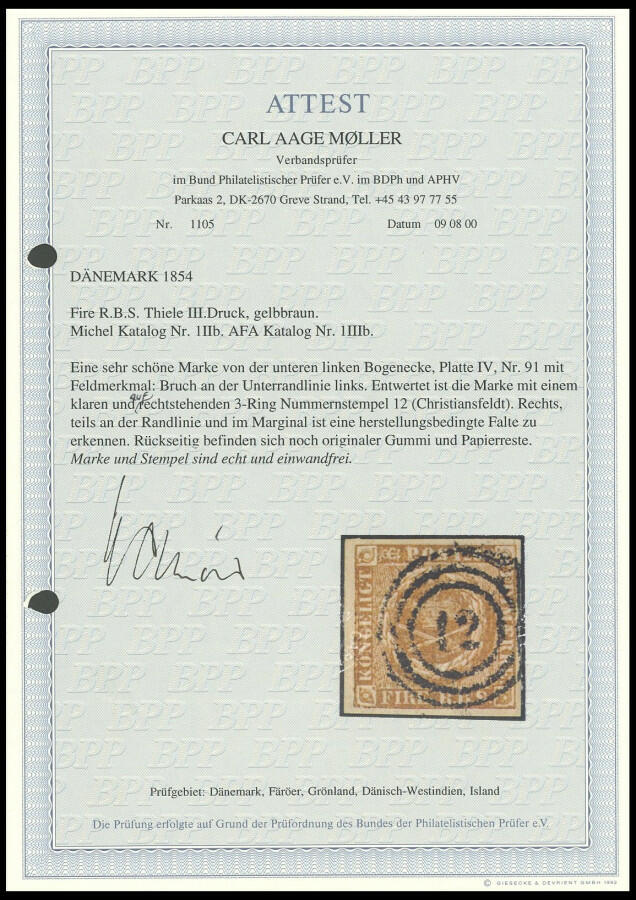 ATTEST
CARL AAGE MØLLER
Verbandsprüfer
im Bund Philatelistischer Prüfer e.V. im BDPh und APHV
Parkaas 2, DK-2670 Greve Strand, Tel. +45 43 97 77 55
Nr. 1105 Datum 09 08 00
DÄNEMARK 1854
Fire R.B.S. Thiele III.Druck, gelbbraun.
Michel Katalog Nr. 1IIb. AFA Katalog Nr. 1IIIb.
Eine sehr schöne Marke von der unteren linken Bogenecke, Platte IV, Nr. 91 mit
Feldmerkmal: Bruch an der Unterrandlinie links. Entwertet ist die Marke mit einem
klaren und auf rechtstehenden 3-Ring Nummernstempel 12 (Christiansfeldt). Rechts,
teils an der Randlinie und im Marginal ist eine herstellungsbedingte Falte zu
erkennen. Rückseitig befinden sich noch originaler Gummi und Papierreste.
Marke und Stempel sind echt und einwandfrei.
KONGELIGT
12
FIRE
Prüfgebiet: Dänemark, Färöer, Grönland, Dänisch-Westindien, Island
Die Prüfung erfolgte auf Grund der Prüfordnung des Bundes der Philatelistischen Prüfer e.V.
© GIESECKE & DEVRIENT GMBH 1992